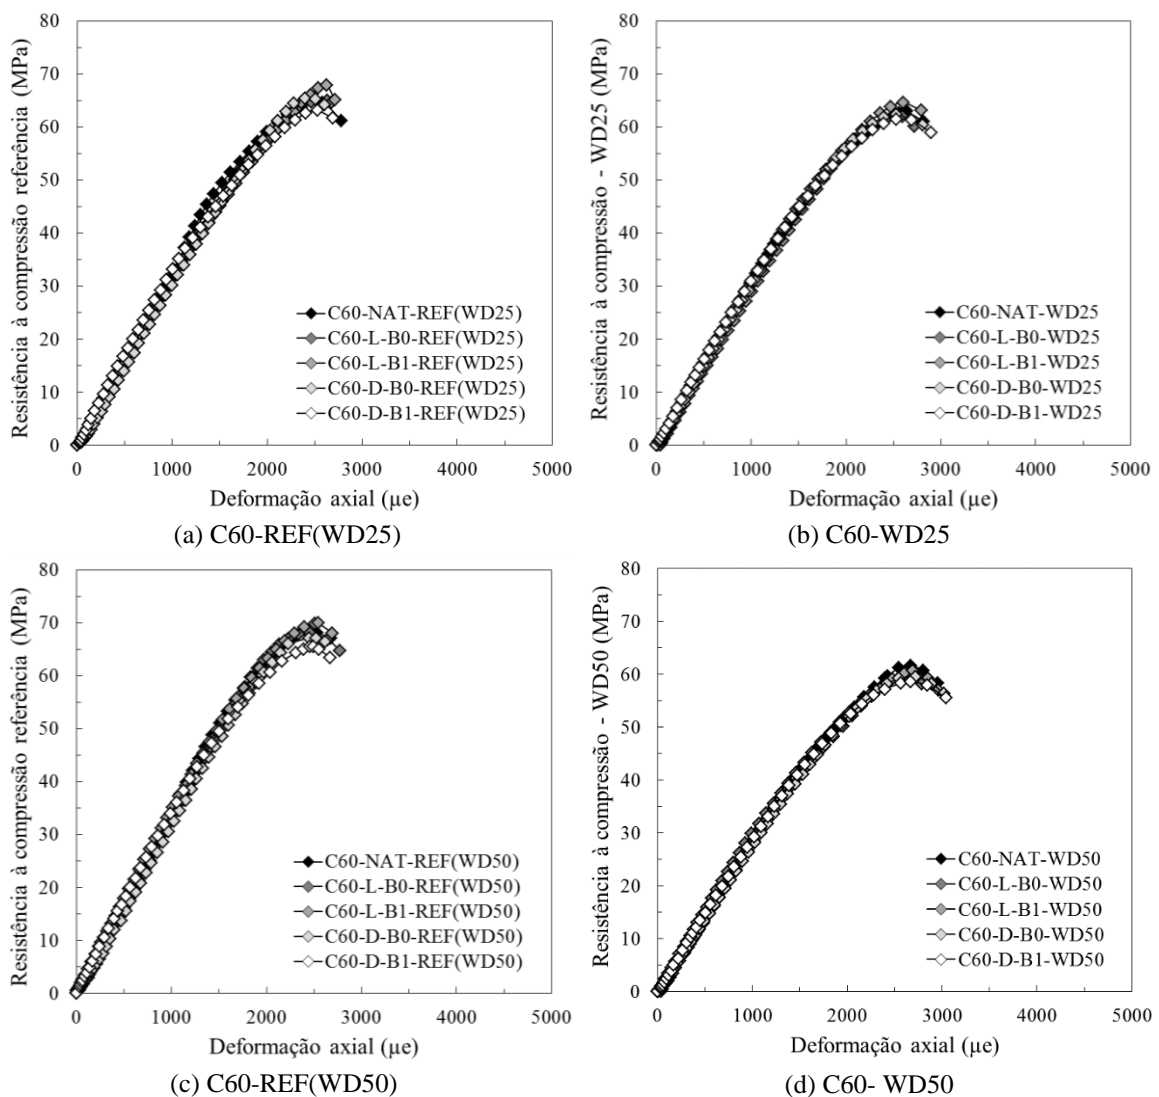 80
70
60
50
40
30
20
10
0
Resistência à compressão referência (MPa)
C60-NAT-REF(WD25)
C60-L-B0-REF(WD25)
C60-L-B1-REF(WD25)
C60-D-B0-REF(WD25)
C60-D-B1-REF(WD25)
0 1000 2000 3000 4000 5000
Deformação axial (µe)
(a) C60-REF(WD25)
80
70
60
50
40
30
20
10
0
Resistência à compressão - WD25 (MPa)
C60-NAT-WD25
C60-L-B0-WD25
C60-L-B1-WD25
C60-D-B0-WD25
C60-D-B1-WD25
0 1000 2000 3000 4000 5000
Deformação axial (µe)
(b) C60-WD25
80
70
60
50
40
30
20
10
0
Resistência à compressão referência (MPa)
C60-NAT-REF(WD50)
C60-L-B0-REF(WD50)
C60-L-B1-REF(WD50)
C60-D-B0-REF(WD50)
C60-D-B1-REF(WD50)
0 1000 2000 3000 4000 5000
Deformação axial (µe)
(c) C60-REF(WD50)
80
70
60
50
40
30
20
10
0
Resistência à compressão - WD50 (MPa)
C60-NAT-WD50
C60-L-B0-WD50
C60-L-B1-WD50
C60-D-B0-WD50
C60-D-B1-WD50
0 1000 2000 3000 4000 5000
Deformação axial (µe)
(d) C60- WD50